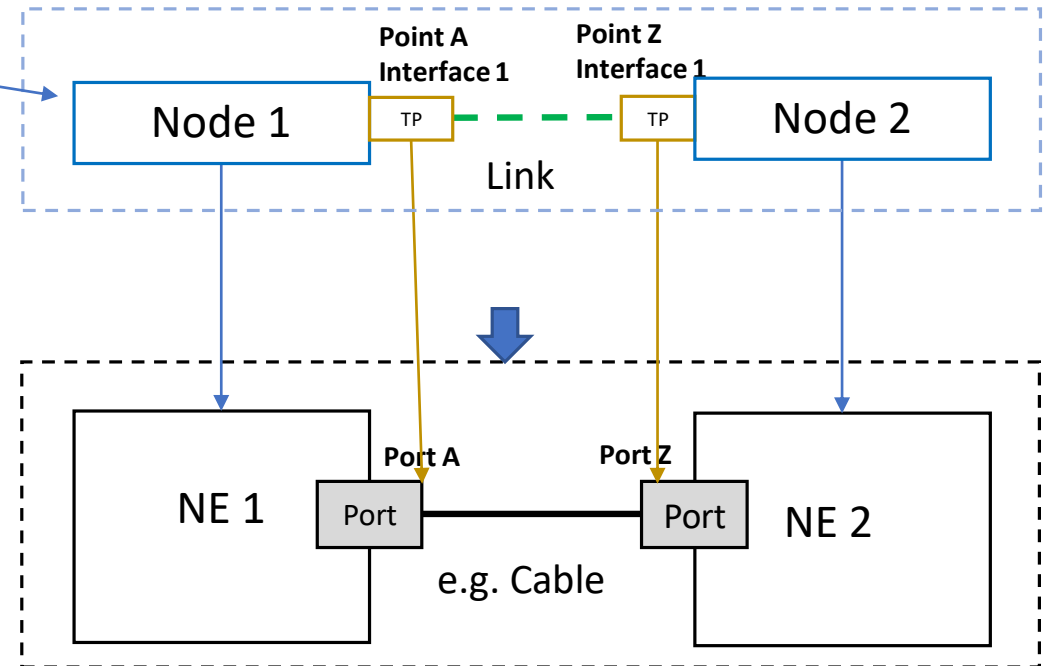 Point A
Interface 1
Point Z
Interface 1
Node 1
TP
TP
Node 2
Link
Port A
Port Z
NE 1
Port
Port
NE 2
e.g. Cable